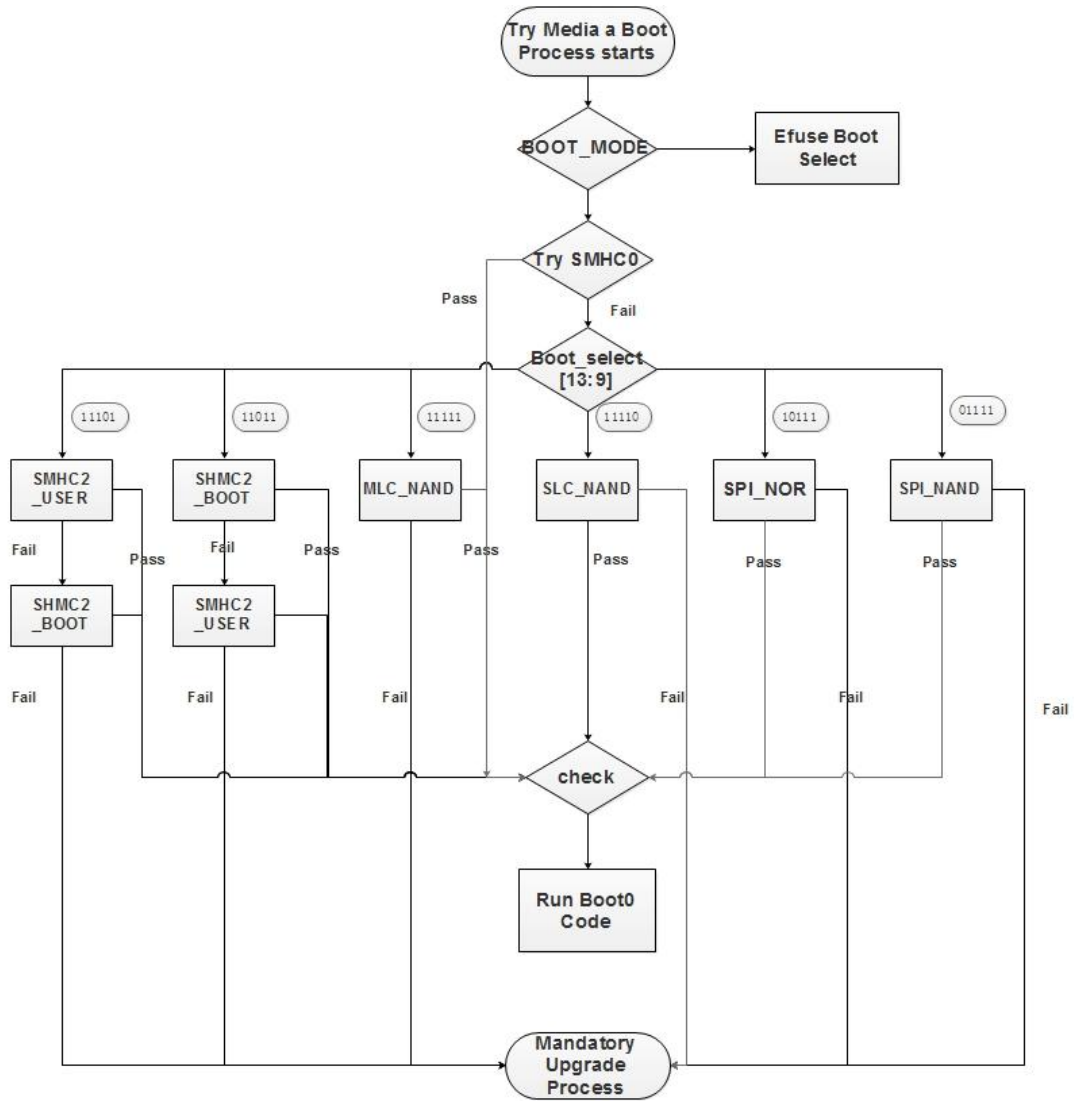 Try Media a Boot
Process starts
BOOT_MODE
Efuse Boot
Select
Try SMHC0
Pass
Fail
Boot_select
[13:9]
11101
11011
11111
11110
10111
01111
SMHC2
_USER
SHMC2
_BOOT
MLC_NAND
SLC_NAND
SPI_NOR
SPI_NAND
Fail
Pass
Fail
Pass
Pass
Pass
Pass
Pass
SHMC2
_BOOT
SMHC2
_USER
Fail
Fail
Fail
Fail
Fail
Fail
check
Run Boot0
Code
Mandatory
Upgrade
Process